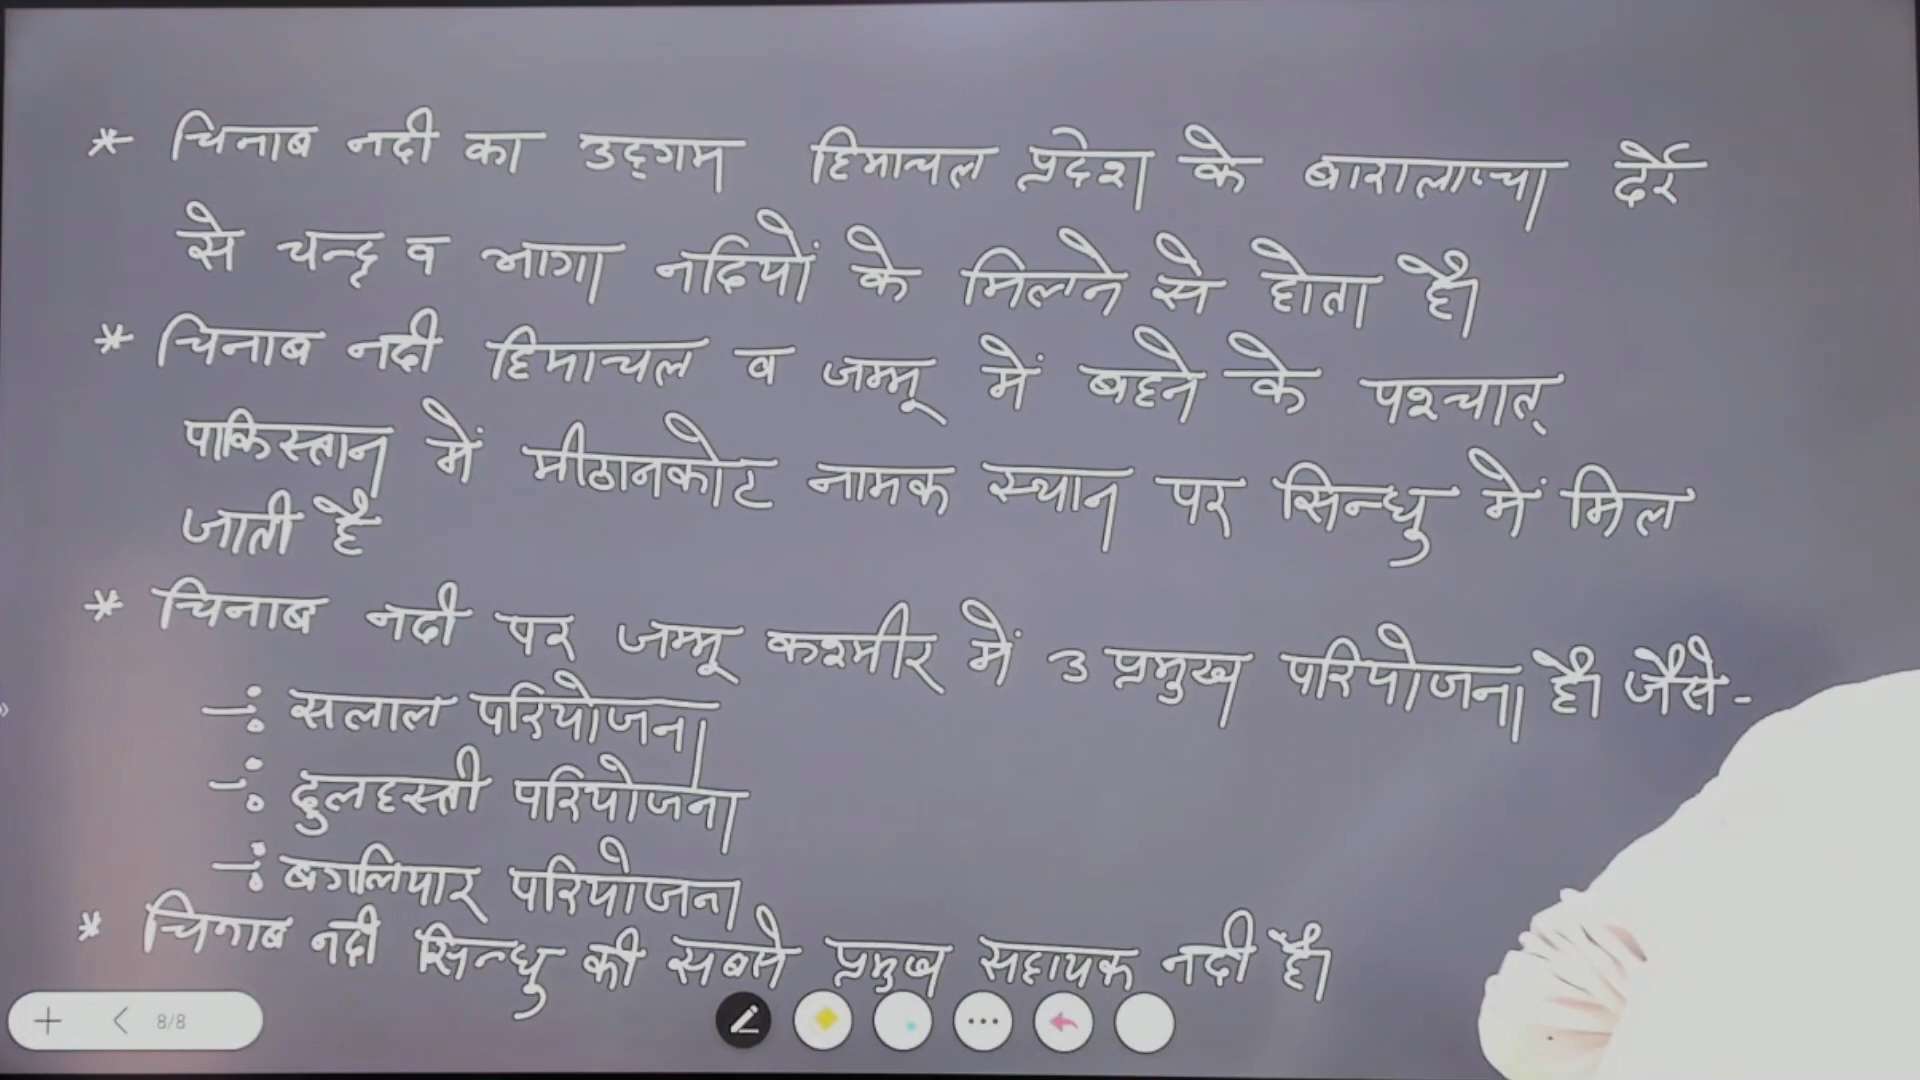 * चिनाब नदी का उद्‌गम हिमाचल प्रदेश के बारालाप्चा दर्रे
से चन्द्र व भागा नदियों के मिलने से होता है।
* चिनाब नदी हिमाचल व जम्मू में बहने के पश्चात्
पाकिस्तान में मीठानकोट नामक स्थान पर सिन्धु में मिल
जाती है
* चिनाब नदी पर जम्मू कश्मीर में 3 प्रमुख परियोजना है। जैसे-
-: सलाल परियोजना
-: दुलहस्ती परियोजना
-: बगलियार परियोजना
* चिनाब नदी सिन्धु की सबसे प्रमुख सहायक नदी है।
8/8